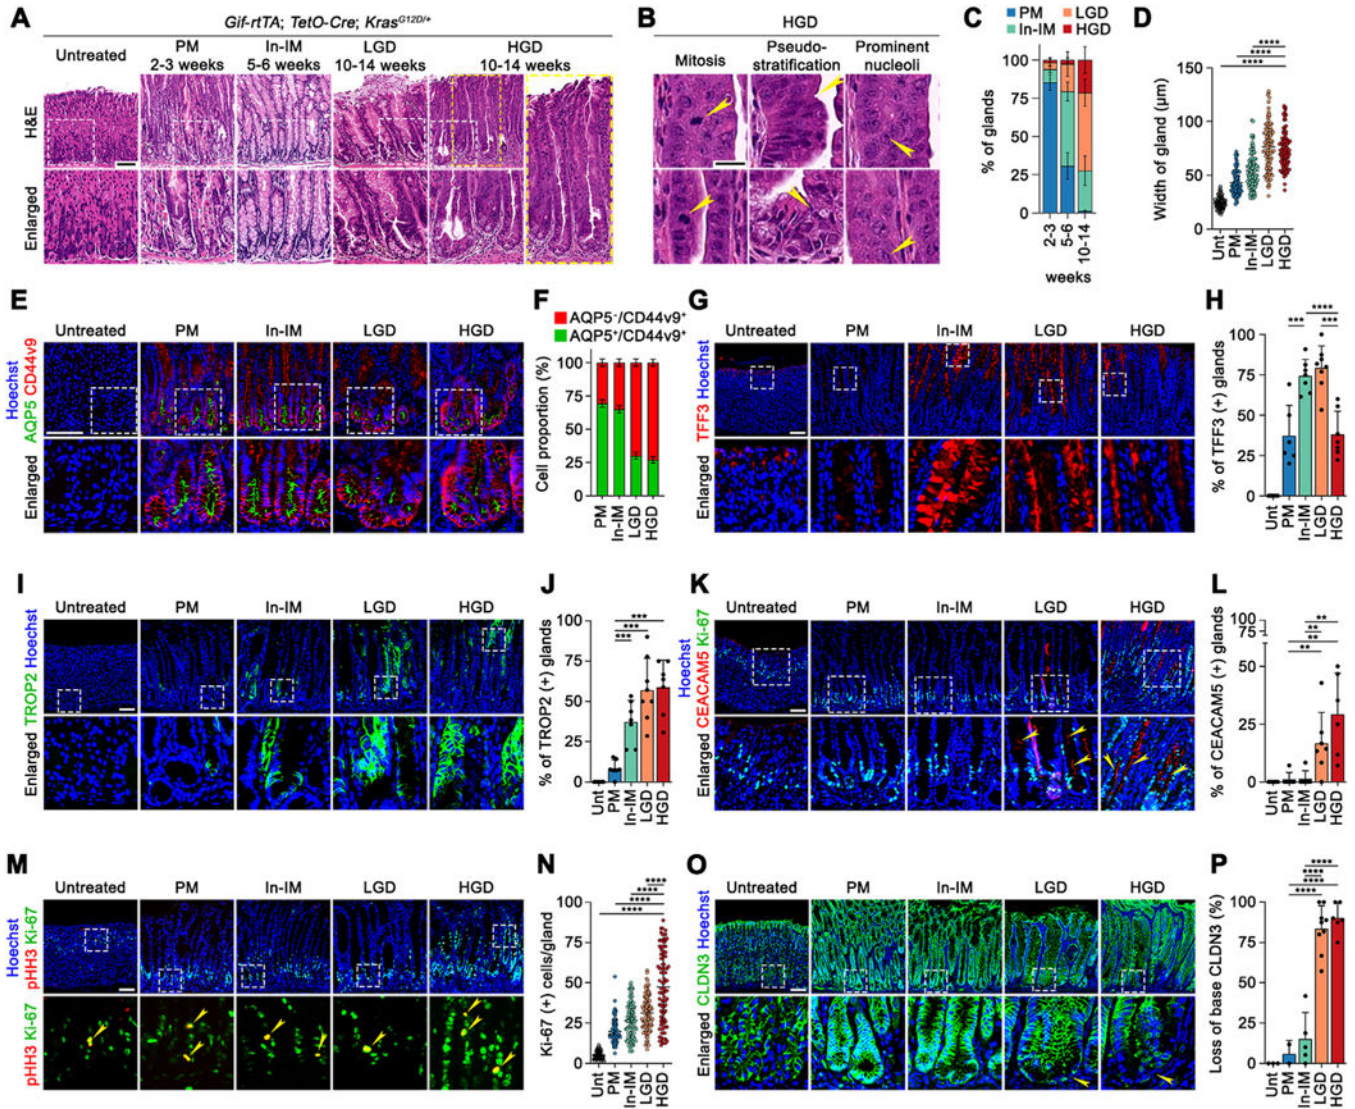 A
Gif-rtTA; TetO-Cre; Kras^G12D/+
Untreated
PM
2-3 weeks
In-IM
5-6 weeks
LGD
10-14 weeks
HGD
10-14 weeks
H&E
Enlarged
B
HGD
Mitosis
Pseudo-
stratification
Prominent
nucleoli
C
PM
LGD
In-IM
HGD
% of glands
100
75
50
25
0
2-3
5-6
10-14
weeks
D
****
****
****
Width of gland (µm)
150
100
50
0
Unt
PM
In-IM
LGD
HGD
E
Untreated
PM
In-IM
LGD
HGD
Hoechst
AQP5 CD44v9
Enlarged
F
AQP5⁻/CD44v9⁺
AQP5⁺/CD44v9⁺
Cell proportion (%)
100
75
50
25
0
PM
In-IM
LGD
HGD
G
Untreated
PM
In-IM
LGD
HGD
TFF3 Hoechst
Enlarged
H
****
***
***
% of TFF3 (+) glands
100
75
50
25
0
Unt
PM
In-IM
LGD
HGD
I
Untreated
PM
In-IM
LGD
HGD
TROP2 Hoechst
Enlarged
J
***
***
***
% of TROP2 (+) glands
100
75
50
25
0
Unt
PM
In-IM
LGD
HGD
K
Untreated
PM
In-IM
LGD
HGD
Hoechst
CEACAM5 Ki-67
Enlarged
L
**
**
**
% of CEACAM5 (+) glands
100
75
50
25
0
Unt
PM
In-IM
LGD
HGD
M
Untreated
PM
In-IM
LGD
HGD
Hoechst
pHH3 Ki-67
pHH3 Ki-67
N
****
****
****
****
Ki-67 (+) cells/gland
100
75
50
25
0
Unt
PM
In-IM
LGD
HGD
O
Untreated
PM
In-IM
LGD
HGD
CLDN3 Hoechst
Enlarged
P
****
****
****
****
Loss of base CLDN3 (%)
100
75
50
25
0
Unt
PM
In-IM
LGD
HGD